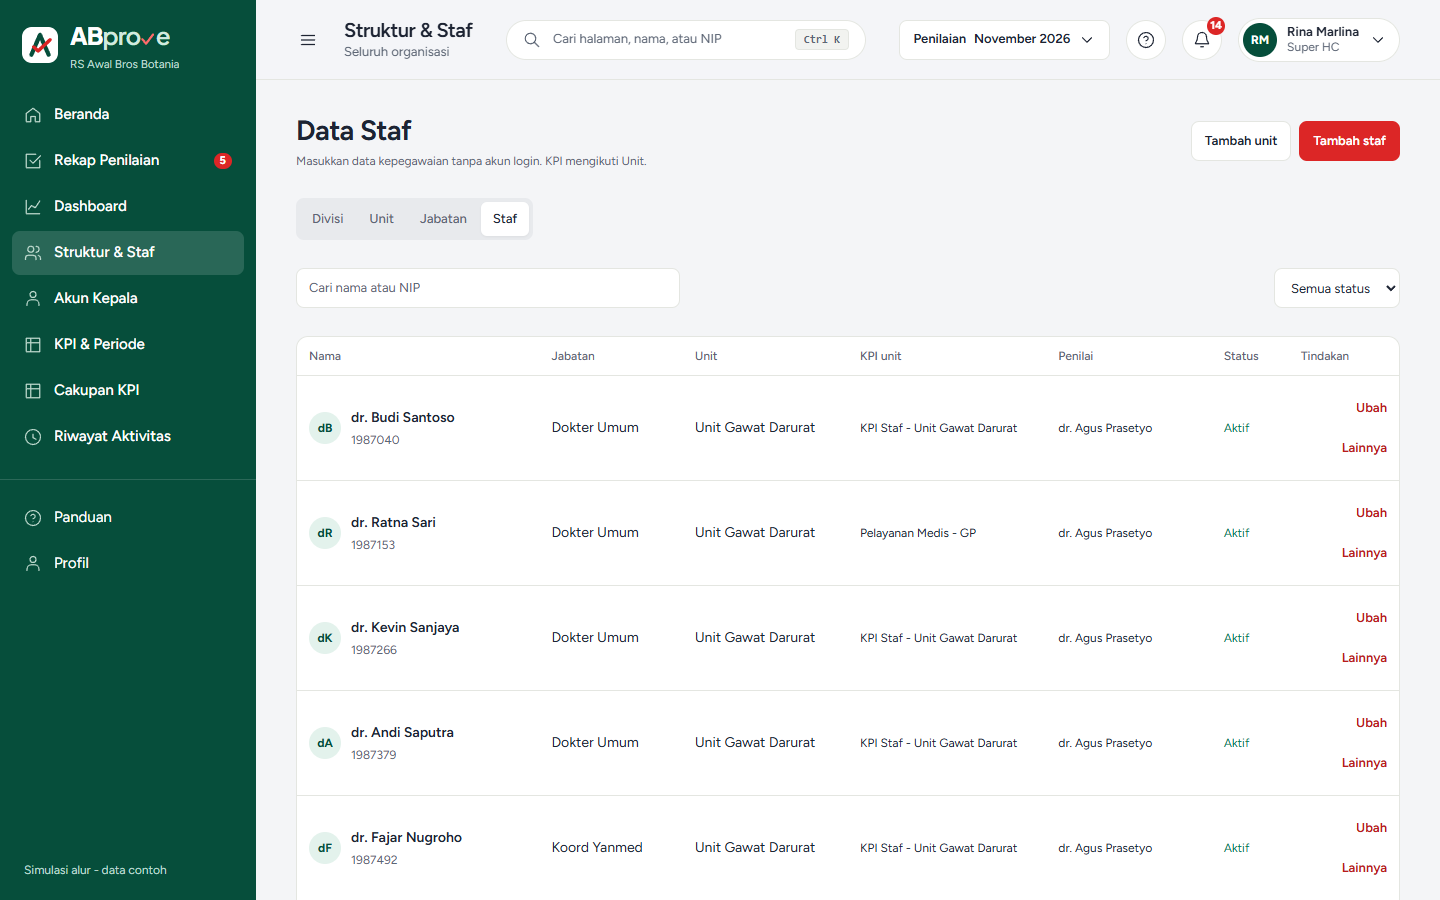 ABprove
RS Awal Bros Botania
Beranda
Rekap Penilaian 5
Dashboard
Struktur & Staf
Akun Kepala
KPI & Periode
Cakupan KPI
Riwayat Aktivitas
Panduan
Profil
Simulasi alur - data contoh
Struktur & Staf
Seluruh organisasi
Cari halaman, nama, atau NIP Ctrl K
Penilaian November 2026
14
RM
Rina Marlina
Super HC
Data Staf
Masukkan data kepegawaian tanpa akun login. KPI mengikuti Unit.
Tambah unit Tambah staf
Divisi Unit Jabatan Staf
Cari nama atau NIP
Semua status
Nama Jabatan Unit KPI unit Penilai Status Tindakan
dB dr. Budi Santoso 1987040 Dokter Umum Unit Gawat Darurat KPI Staf - Unit Gawat Darurat dr. Agus Prasetyo Aktif Ubah Lainnya
dR dr. Ratna Sari 1987153 Dokter Umum Unit Gawat Darurat Pelayanan Medis - GP dr. Agus Prasetyo Aktif Ubah Lainnya
dK dr. Kevin Sanjaya 1987266 Dokter Umum Unit Gawat Darurat KPI Staf - Unit Gawat Darurat dr. Agus Prasetyo Aktif Ubah Lainnya
dA dr. Andi Saputra 1987379 Dokter Umum Unit Gawat Darurat KPI Staf - Unit Gawat Darurat dr. Agus Prasetyo Aktif Ubah Lainnya
dF dr. Fajar Nugroho 1987492 Koord Yanmed Unit Gawat Darurat KPI Staf - Unit Gawat Darurat dr. Agus Prasetyo Aktif Ubah Lainnya